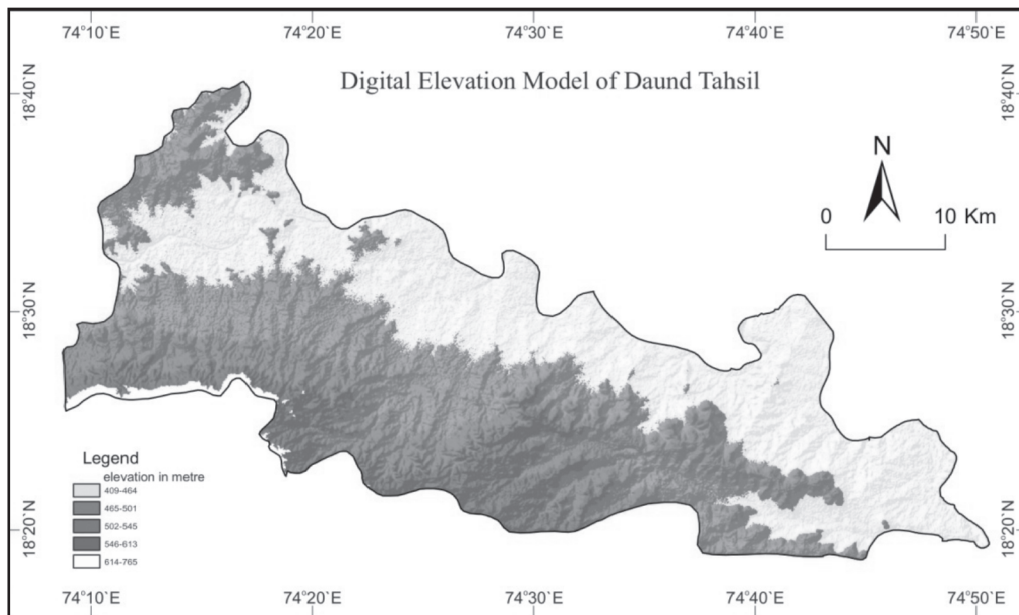 74°10`E 74°20`E 74°30`E 74°40`E 74°50`E
Digital Elevation Model of Daund Tahsil
18°40`N 18°40`N
N
0 10 Km
18°30`N 18°30`N
Legend
elevation in metre
409-464
465-501
502-545
546-613
614-765
18°20`N 18°20`N
74°10`E 74°20`E 74°30`E 74°40`E 74°50`E